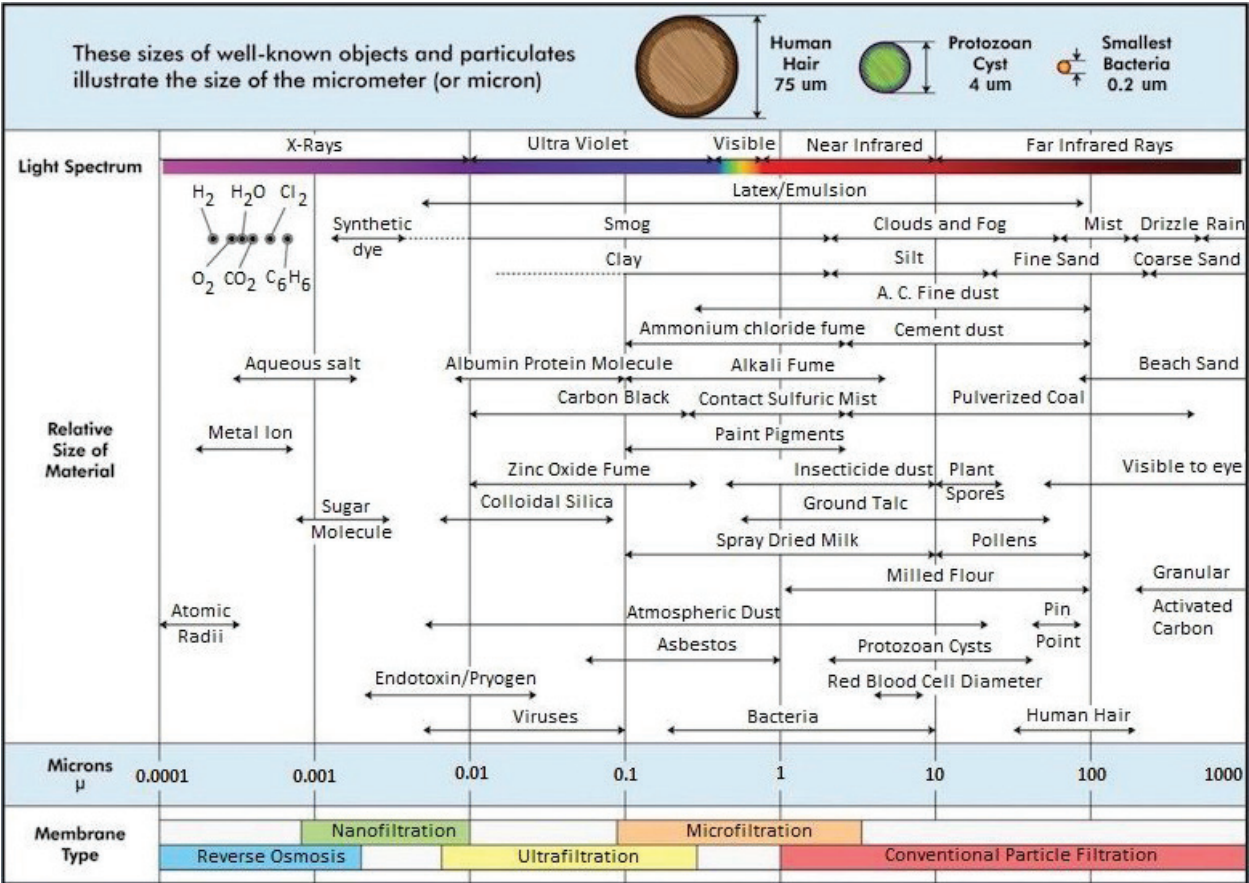 These sizes of well-known objects and particulates
illustrate the size of the micrometer (or micron)
Human
Hair
75 um
Protozoan
Cyst
4 um
Smallest
Bacteria
0.2 um
Light Spectrum
X-Rays
Ultra Violet
Visible
Near Infrared
Far Infrared Rays
Relative
Size of
Material
Latex/Emulsion
H2 H2O Cl2
O2 CO2 C6H6
Synthetic
dye
Smog
Clouds and Fog
Mist
Drizzle
Rain
Clay
Silt
Fine Sand
Coarse Sand
A. C. Fine dust
Ammonium chloride fume
Cement dust
Aqueous salt
Albumin Protein Molecule
Alkali Fume
Beach Sand
Carbon Black
Contact Sulfuric Mist
Pulverized Coal
Metal Ion
Paint Pigments
Zinc Oxide Fume
Insecticide dust
Plant
Spores
Visible to eye
Sugar
Molecule
Colloidal Silica
Ground Talc
Spray Dried Milk
Pollens
Milled Flour
Granular
Activated
Carbon
Atomic
Radii
Atmospheric Dust
Pin
Point
Asbestos
Protozoan Cysts
Endotoxin/Pryogen
Red Blood Cell Diameter
Viruses
Bacteria
Human Hair
Microns
μ
0.0001
0.001
0.01
0.1
1
10
100
1000
Membrane
Type
Nanofiltration
Microfiltration
Reverse Osmosis
Ultrafiltration
Conventional Particle Filtration